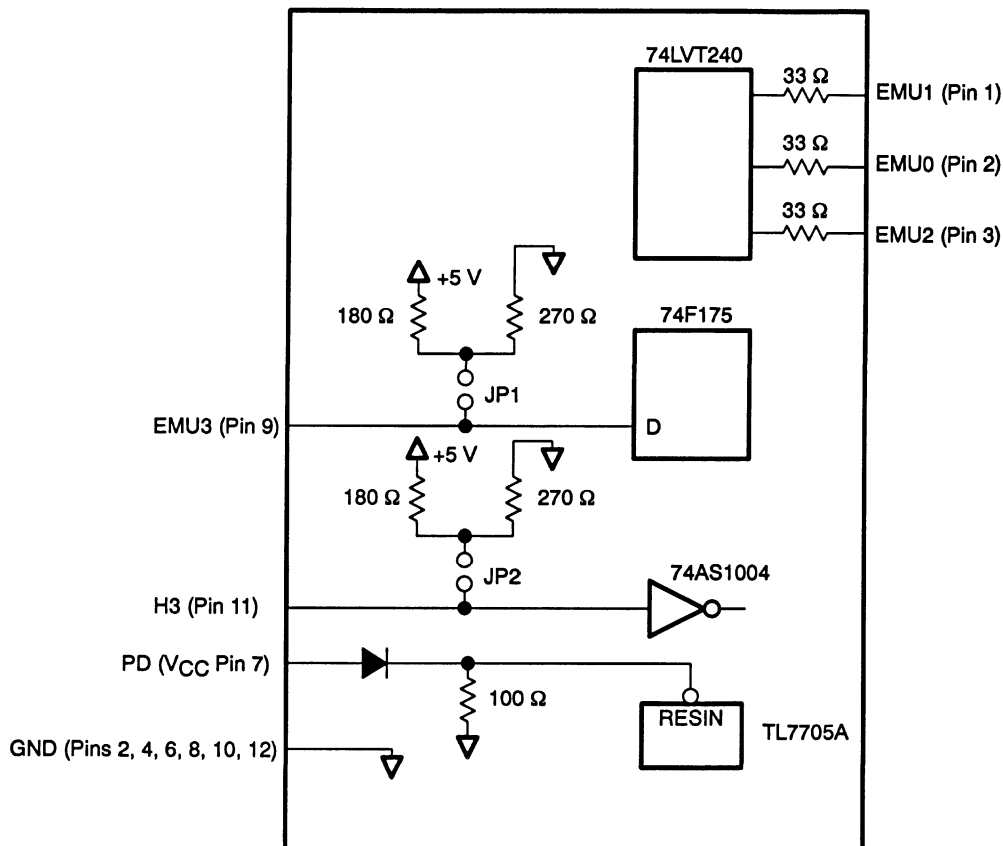 74LVT240
33 Ω
EMU1 (Pin 1)
33 Ω
EMU0 (Pin 2)
33 Ω
EMU2 (Pin 3)
+5 V
180 Ω
270 Ω
74F175
JP1
EMU3 (Pin 9)
D
+5 V
180 Ω
270 Ω
JP2
74AS1004
H3 (Pin 11)
PD (VCC Pin 7)
100 Ω
RESIN
TL7705A
GND (Pins 2, 4, 6, 8, 10, 12)